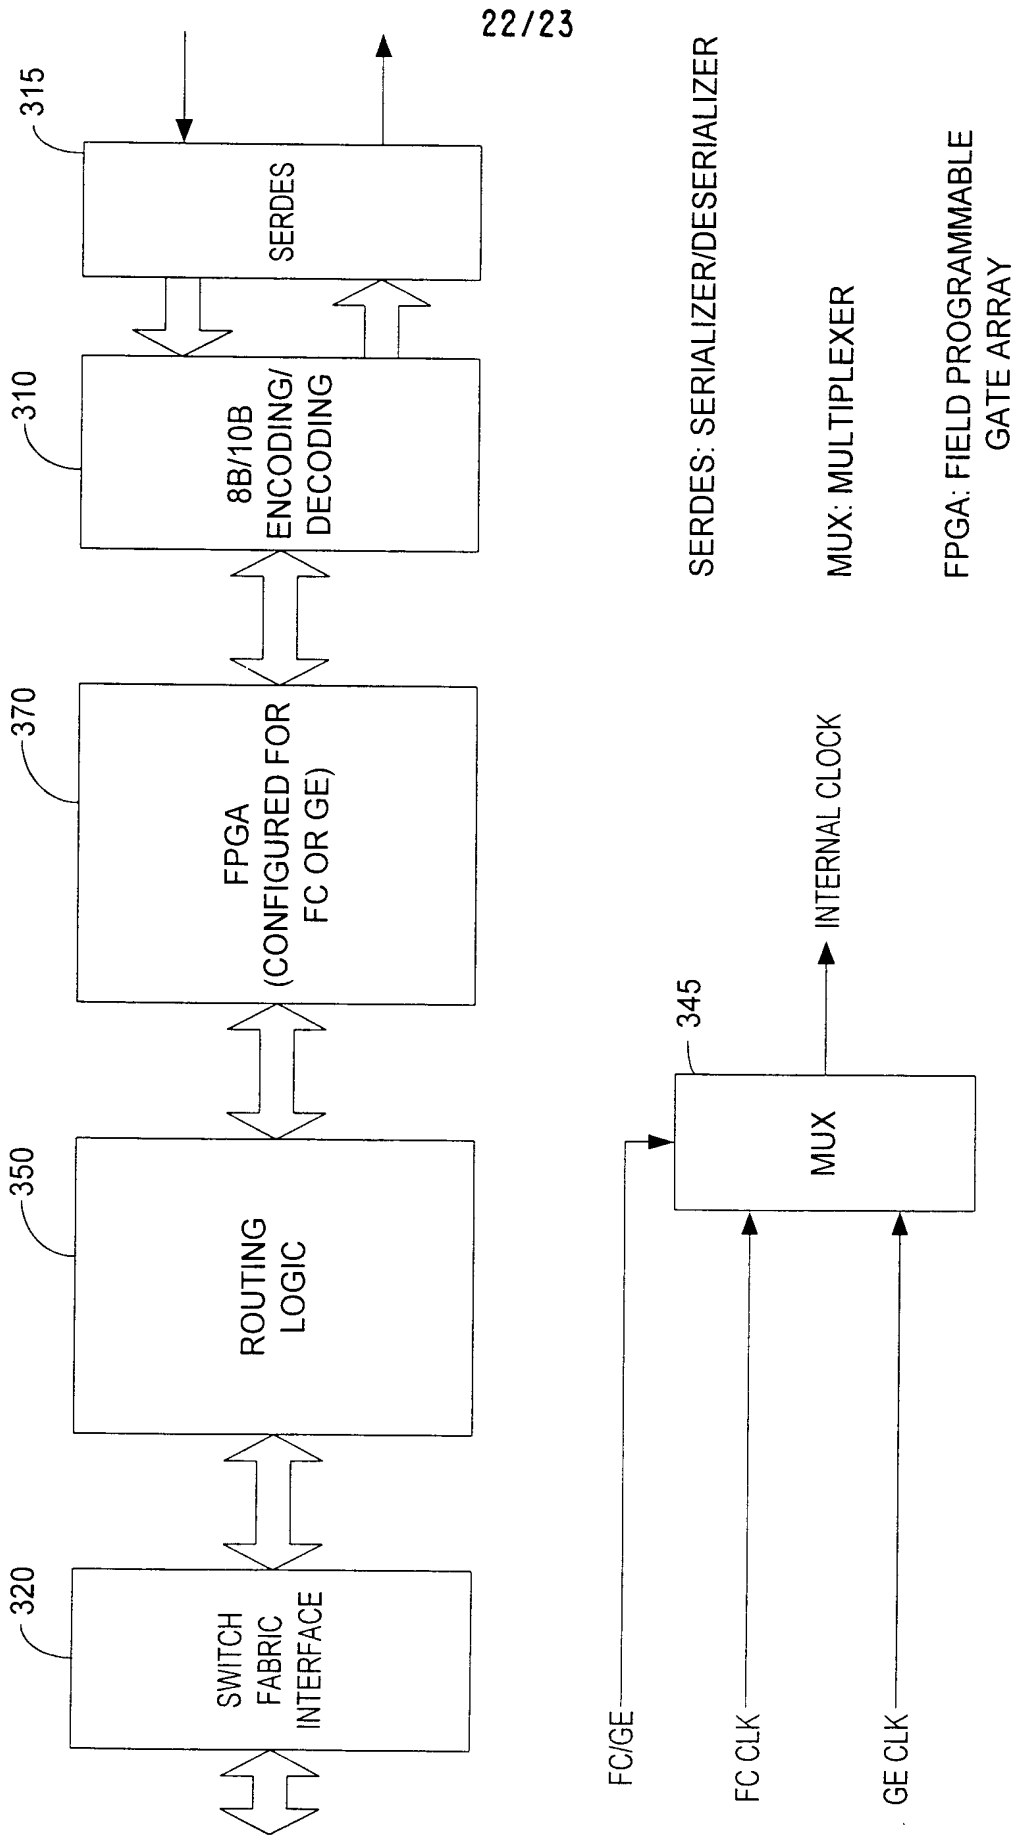 22/23
320
SWITCH
FABRIC
INTERFACE
350
ROUTING
LOGIC
370
FPGA
(CONFIGURED FOR
FC OR GE)
310
8B/10B
ENCODING/
DECODING
315
SERDES
FC/GE
FC CLK
GE CLK
345
MUX
INTERNAL CLOCK
SERDES: SERIALIZER/DESERIALIZER
MUX: MULTIPLEXER
FPGA: FIELD PROGRAMMABLE
GATE ARRAY